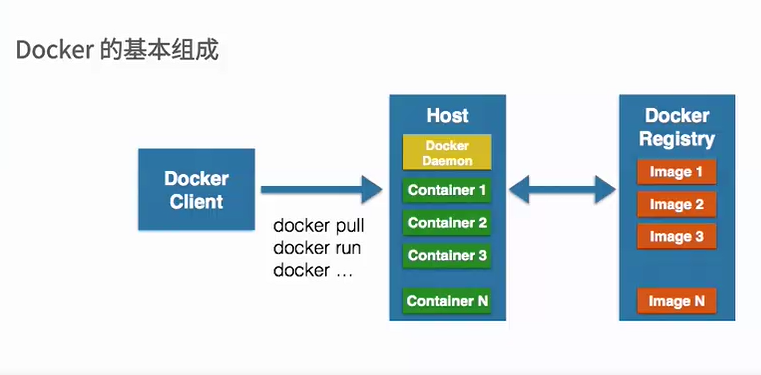 Docker 的基本组成
Docker
Client
docker pull
docker run
docker ...
Host
Docker
Daemon
Container 1
Container 2
Container 3
Container N
Docker
Registry
Image 1
Image 2
Image 3
Image N